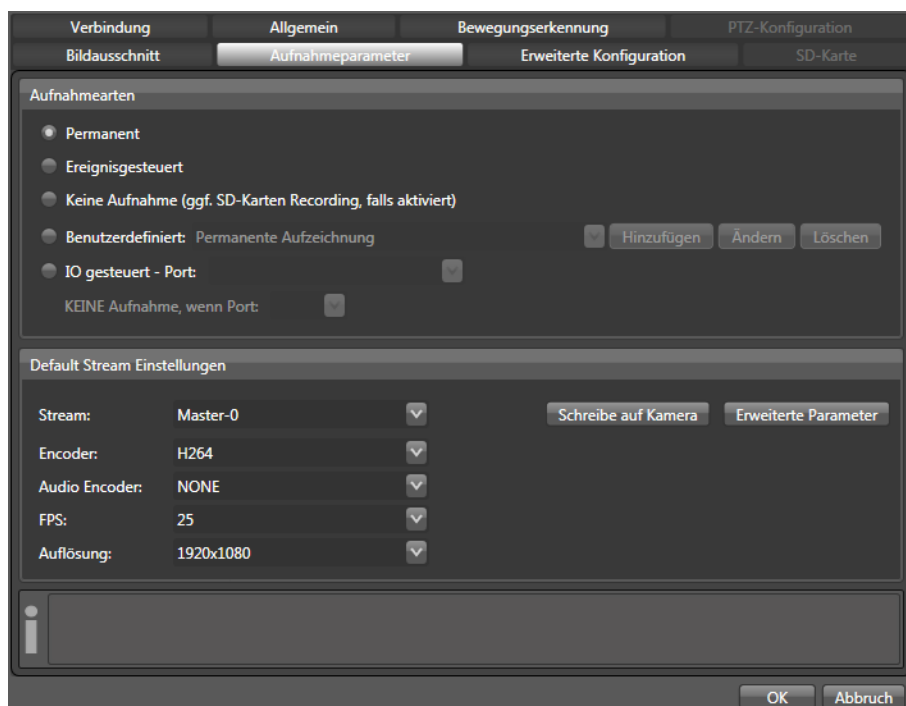 Verbindung Allgemein Bewegungserkennung PTZ-Konfiguration
Bildausschnitt Aufnahmeparameter Erweiterte Konfiguration SD-Karte
Aufnahmearten
Permanent
Ereignisgesteuert
Keine Aufnahme (ggf. SD-Karten Recording, falls aktiviert)
Benutzerdefiniert: Permanente Aufzeichnung Hinzufügen Ändern Löschen
IO gesteuert - Port:
KEINE Aufnahme, wenn Port:
Default Stream Einstellungen
Stream: Master-0 Schreibe auf Kamera Erweiterte Parameter
Encoder: H264
Audio Encoder: NONE
FPS: 25
Auflösung: 1920x1080
OK Abbruch